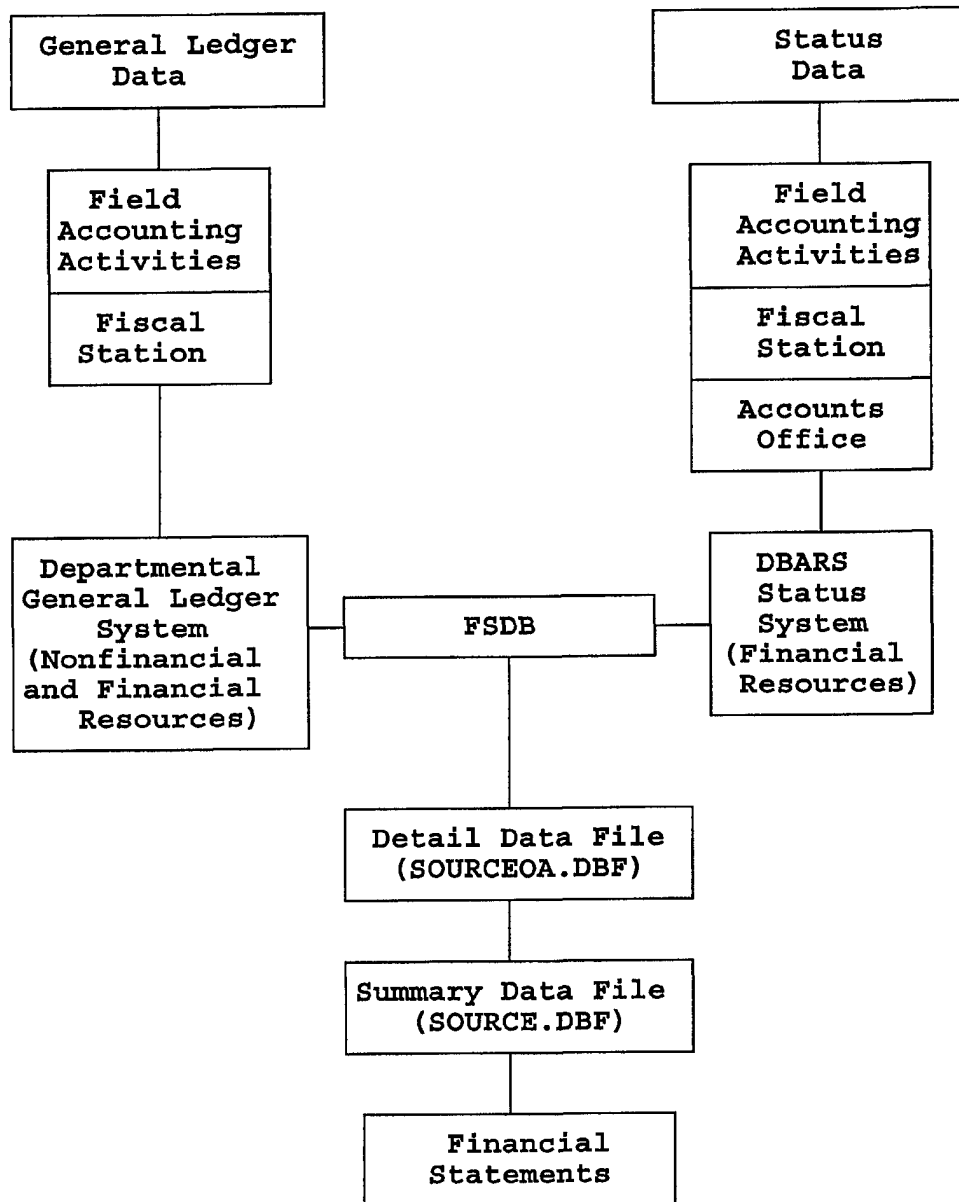 General Ledger
Data
Status
Data
Field
Accounting
Activities
Fiscal
Station
Field
Accounting
Activities
Fiscal
Station
Accounts
Office
Departmental
General Ledger
System
(Nonfinancial
and Financial
Resources)
FSDB
DBARS
Status
System
(Financial
Resources)
Detail Data File
(SOURCEOA.DBF)
Summary Data File
(SOURCE.DBF)
Financial
Statements